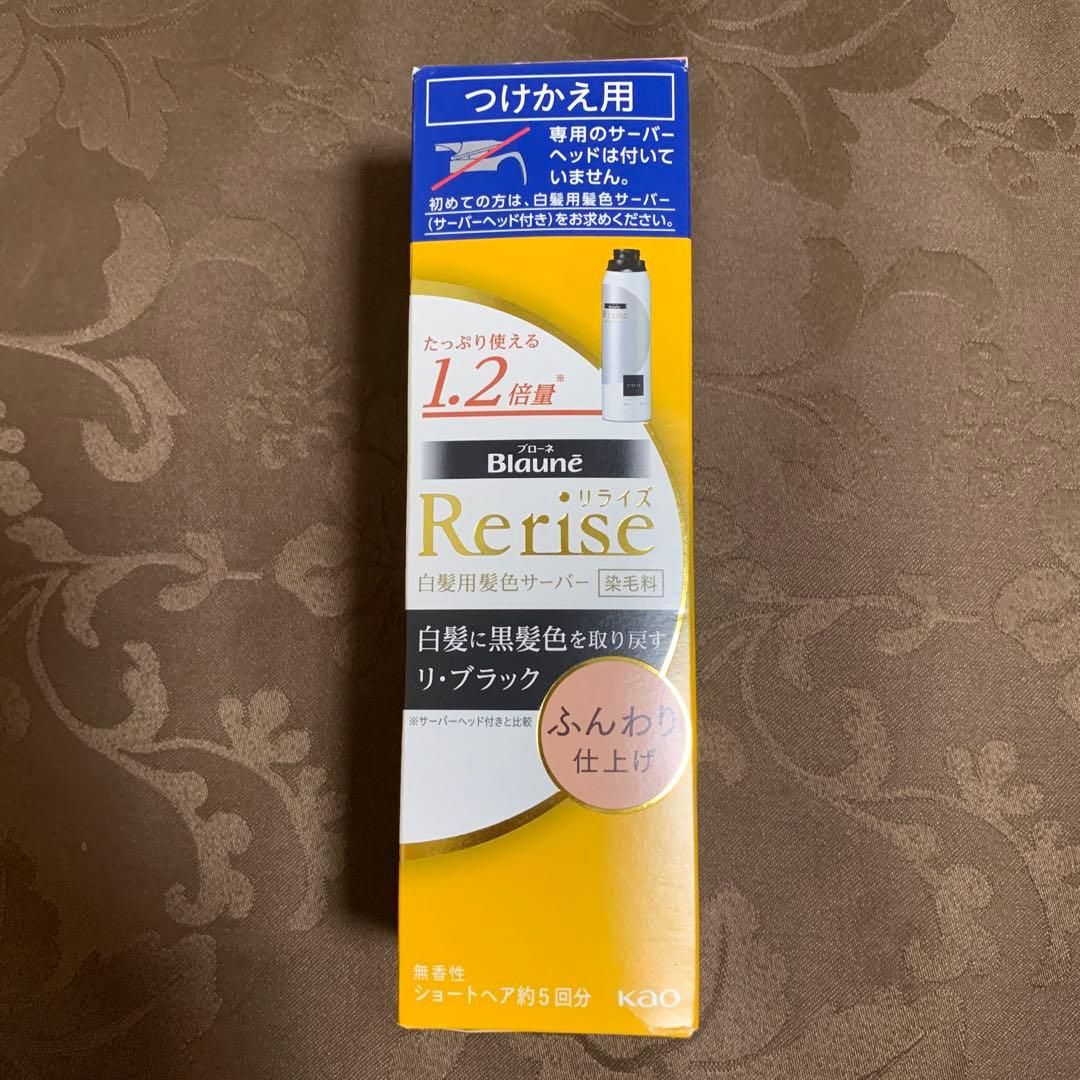 つけかえ用
専用のサーバー
ヘッドは付いて
いません。
初めての方は、白髪用髪色サーバー
(サーバーヘッド付き)をお求めください。
Rerise
たっぷり使える
1.2倍量※
ブローネ
Blaunē
リライズ
Rerise
白髪用髪色サーバー 染毛料
白髪に黒髪色を取り戻す
リ・ブラック
※サーバーヘッド付きと比較
ふんわり
仕上げ
無香性
ショートヘア約5回分
Kao